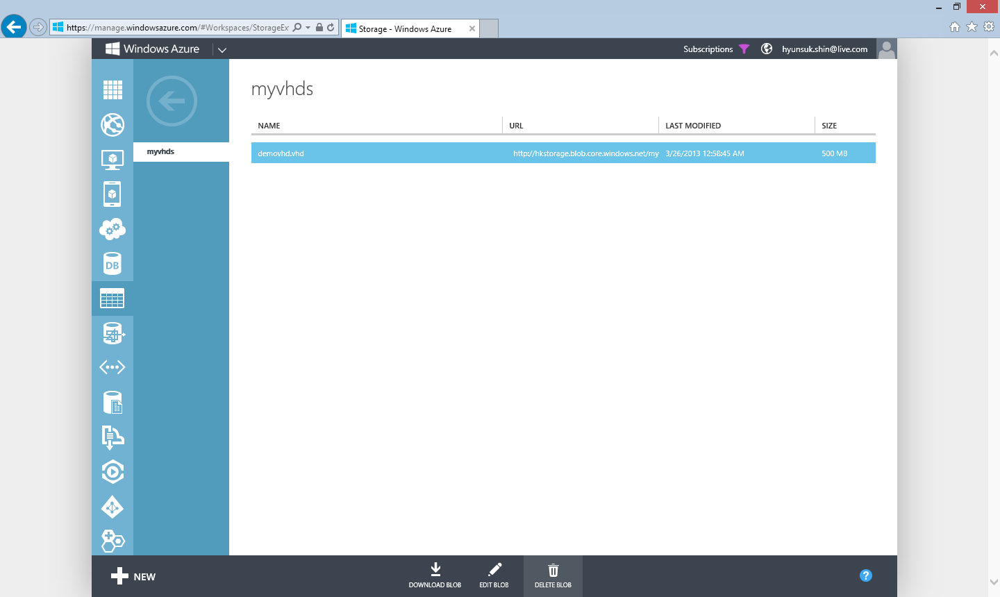 https://manage.windowsazure.com/#Workspaces/StorageEx
Storage - Windows Azure
Windows Azure
Subscriptions
hyunsuk.shin@live.com
myvhds
myvhds
NAME
URL
LAST MODIFIED
SIZE
demovhd.vhd
http://hkstorage.blob.core.windows.net/my
3/26/2013 12:58:45 AM
500 MB
DB
NEW
DOWNLOAD BLOB
EDIT BLOB
DELETE BLOB
?